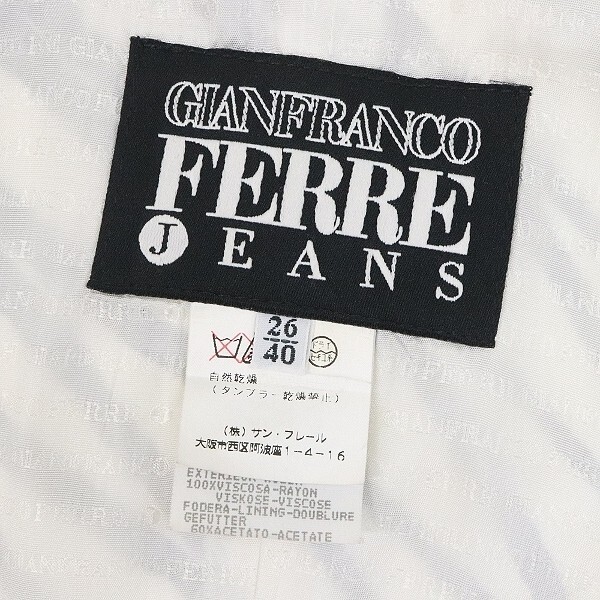 GIANFRANCO
FERRE
JEANS
26
40
自然乾燥
(タンブラー乾燥禁止)
(株)サン・フレール
大阪市西区阿波座1-4-16
100%VISCOSA-RAYON
VISKOSE-VISCOSE
FODERA-LINING-DOUBLURE
GEFUTTER
60%ACETATO-ACETATE